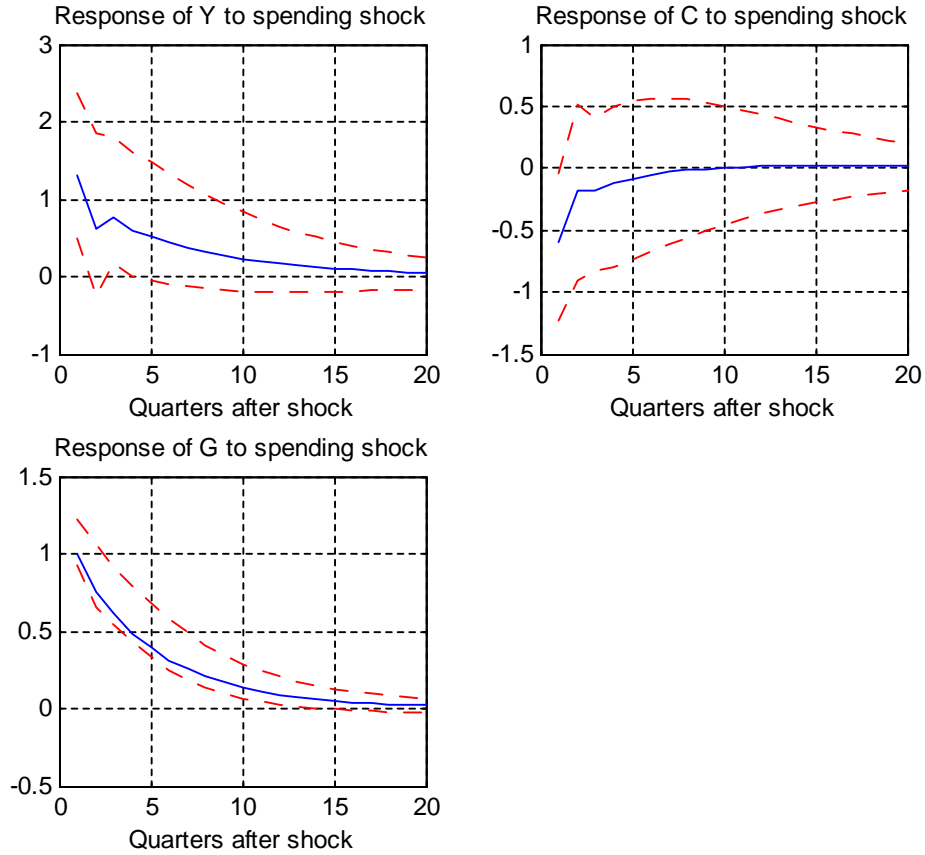 Response of Y to spending shock
3
2
1
0
-1
0 5 10 15 20
Quarters after shock
Response of C to spending shock
1
0.5
0
-0.5
-1
-1.5
0 5 10 15 20
Quarters after shock
Response of G to spending shock
1.5
1
0.5
0
-0.5
0 5 10 15 20
Quarters after shock